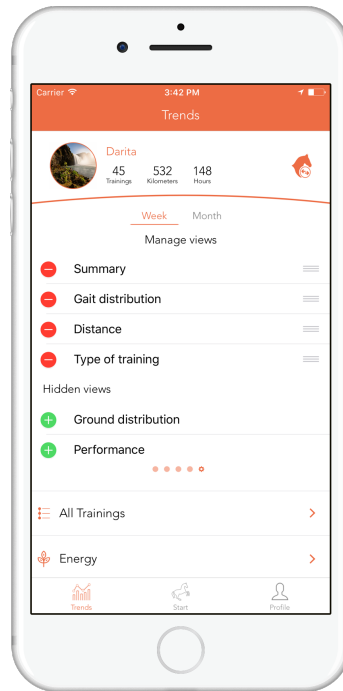 Carrier 3:42 PM
Trends
Darita
45 532 148
Trainings Kilometers Hours
Week Month
Manage views
Summary
Gait distribution
Distance
Type of training
Hidden views
Ground distribution
Performance
All Trainings
Energy
Trends Start Profile